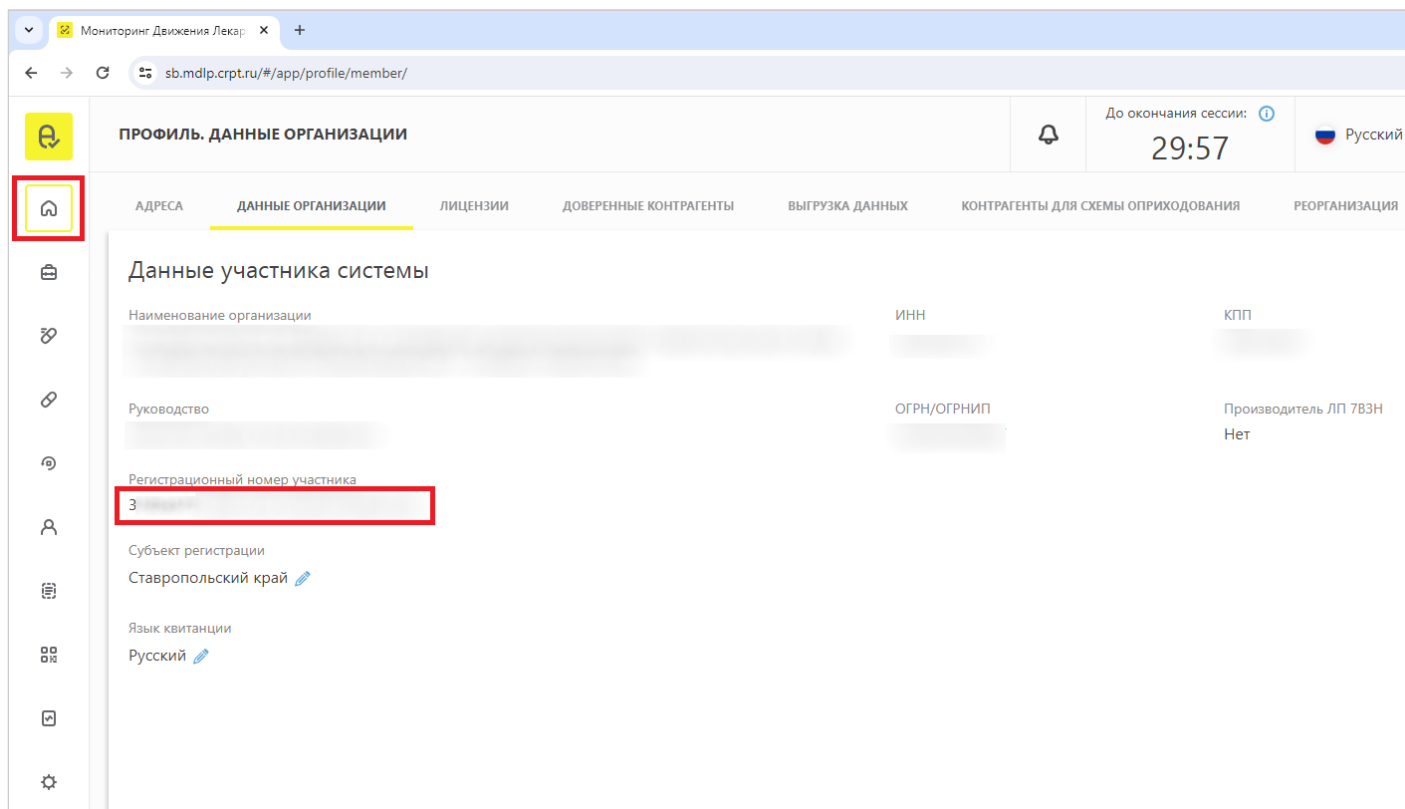 Мониторинг Движения Лекар
sb.mdlp.crpt.ru/#/app/profile/member/
ПРОФИЛЬ. ДАННЫЕ ОРГАНИЗАЦИИ
До окончания сессии:
29:57
Русский
АДРЕСА ДАННЫЕ ОРГАНИЗАЦИИ ЛИЦЕНЗИИ ДОВЕРЕННЫЕ КОНТРАГЕНТЫ ВЫГРУЗКА ДАННЫХ КОНТРАГЕНТЫ ДЛЯ СХЕМЫ ОПРИХОДОВАНИЯ РЕОРГАНИЗАЦИЯ
Данные участника системы
Наименование организации ИНН КПП
Руководство ОГРН/ОГРНИП Производитель ЛП 7ВЗН
Нет
Регистрационный номер участника
3
Субъект регистрации
Ставропольский край
Язык квитанции
Русский